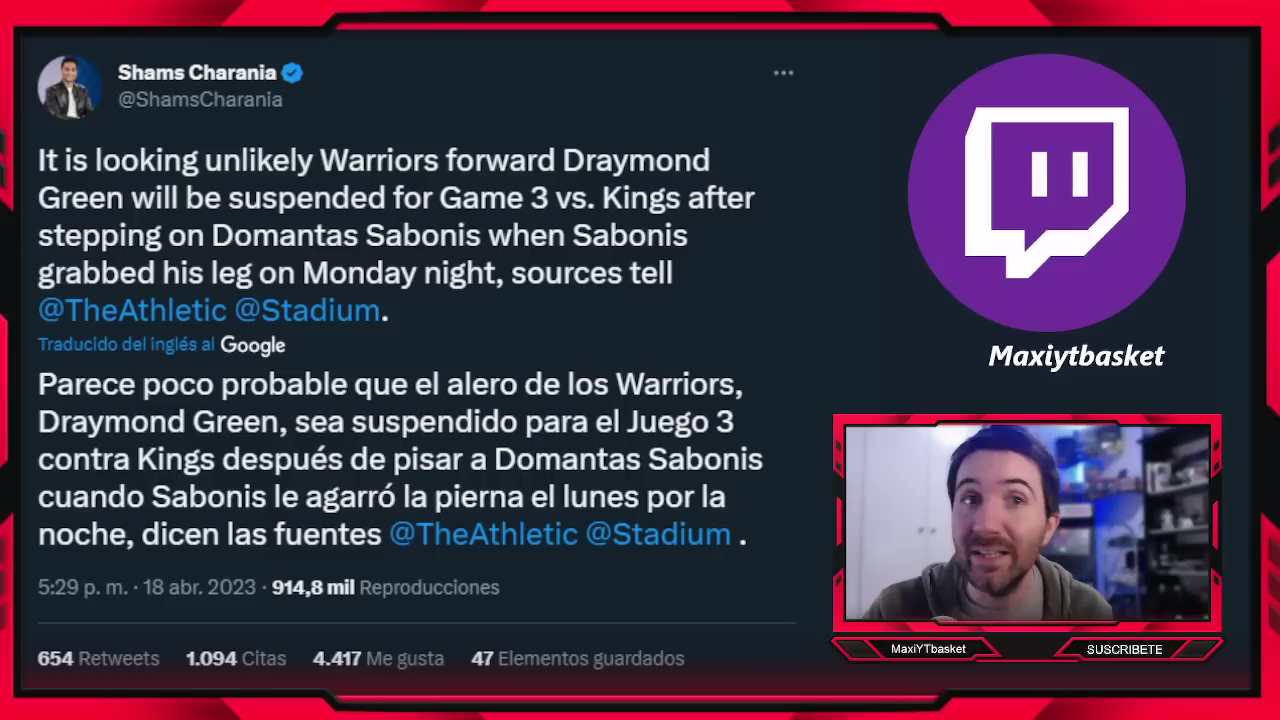 Shams Charania
@ShamsCharania
It is looking unlikely Warriors forward Draymond
Green will be suspended for Game 3 vs. Kings after
stepping on Domantas Sabonis when Sabonis
grabbed his leg on Monday night, sources tell
@TheAthletic @Stadium.
Traducido del inglés al Google
Parece poco probable que el alero de los Warriors,
Draymond Green, sea suspendido para el Juego 3
contra Kings después de pisar a Domantas Sabonis
cuando Sabonis le agarró la pierna el lunes por la
noche, dicen las fuentes @TheAthletic @Stadium .
5:29 p. m. · 18 abr. 2023 · 914,8 mil Reproducciones
654 Retweets 1.094 Citas 4.417 Me gusta 47 Elementos guardados
Maxiytbasket
MaxiYTbasket
SUSCRIBETE